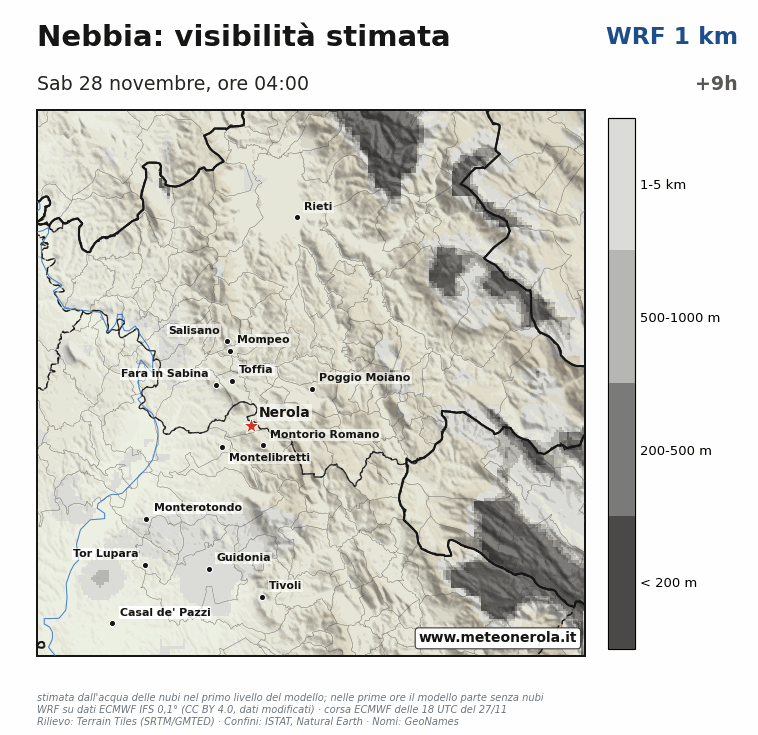 Nebbia: visibilità stimata
WRF 1 km
Sab 28 novembre, ore 04:00
+9h
Rieti
Salisano
Mompeo
Toffia
Fara in Sabina
Poggio Moiano
Nerola
Montorio Romano
Montelibretti
Monterotondo
Tor Lupara
Guidonia
Tivoli
Casal de' Pazzi
www.meteonerola.it
1-5 km
500-1000 m
200-500 m
< 200 m
stimata dall'acqua delle nubi nel primo livello del modello; nelle prime ore il modello parte senza nubi
WRF su dati ECMWF IFS 0,1° (CC BY 4.0, dati modificati) · corsa ECMWF delle 18 UTC del 27/11
Rilievo: Terrain Tiles (SRTM/GMTED) · Confini: ISTAT, Natural Earth · Nomi: GeoNames